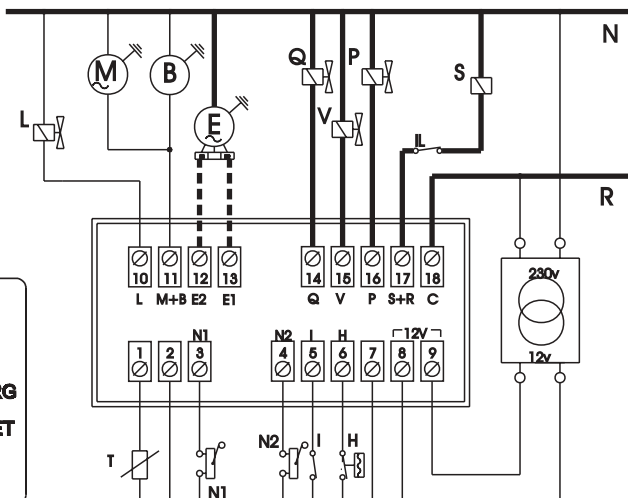 N
M B Q P S
L E V
IL
R
10 11 12 13 14 15 16 17 18
L M+B E2 E1 Q V P S+R C
230v
N1 N2 I H 12V
1 2 3 4 5 6 7 8 9
12v
RG
ET
T N2 I H
N1